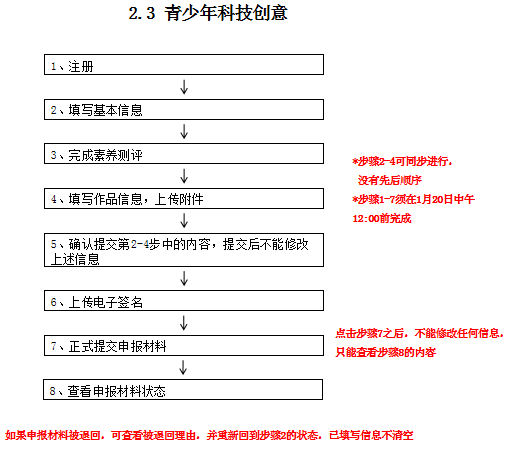 2.3 青少年科技创意
1、注册
2、填写基本信息
3、完成素养测评
*步骤2-4可同步进行，
没有先后顺序
4、填写作品信息，上传附件
*步骤1-7须在1月20日中午
12:00前完成
5、确认提交第2-4步中的内容，提交后不能修改
上述信息
6、上传电子签名
点击步骤7之后，不能修改任何信息，
7、正式提交申报材料
只能查看步骤8的内容
8、查看申报材料状态
如果申报材料被退回，可查看被退回理由，并重新回到步骤2的状态，已填写信息不清空